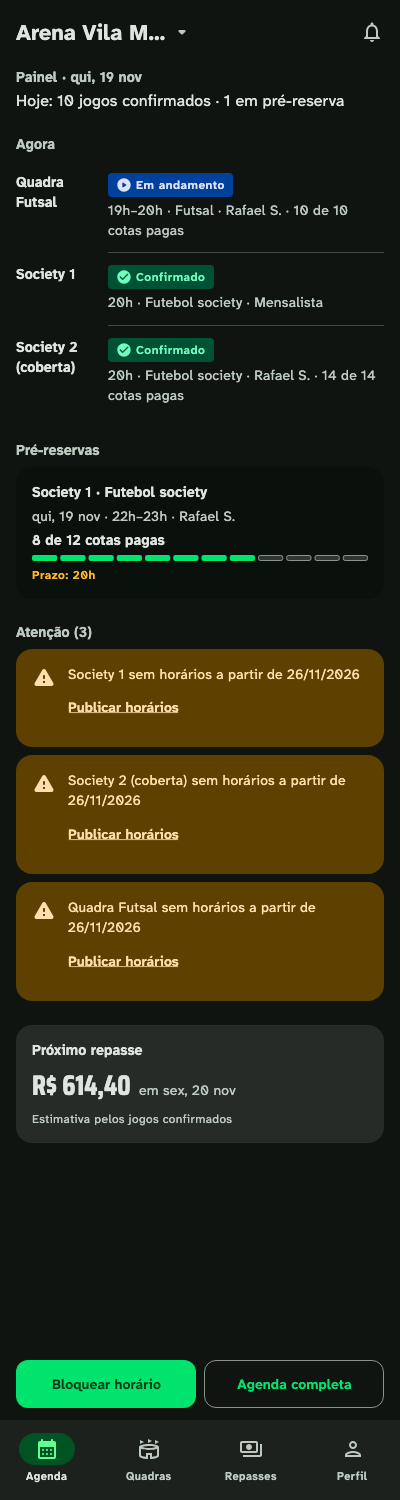 Arena Vila M...
Painel · qui, 19 nov
Hoje: 10 jogos confirmados · 1 em pré-reserva
Agora
Quadra
Futsal
Em andamento
19h–20h · Futsal · Rafael S. · 10 de 10
cotas pagas
Society 1
Confirmado
20h · Futebol society · Mensalista
Society 2
(coberta)
Confirmado
20h · Futebol society · Rafael S. · 14 de 14
cotas pagas
Pré-reservas
Society 1 · Futebol society
qui, 19 nov · 22h–23h · Rafael S.
8 de 12 cotas pagas
Prazo: 20h
Atenção (3)
Society 1 sem horários a partir de 26/11/2026
Publicar horários
Society 2 (coberta) sem horários a partir de
26/11/2026
Publicar horários
Quadra Futsal sem horários a partir de
26/11/2026
Publicar horários
Próximo repasse
R$ 614,40 em sex, 20 nov
Estimativa pelos jogos confirmados
Bloquear horário
Agenda completa
Agenda
Quadras
Repasses
Perfil